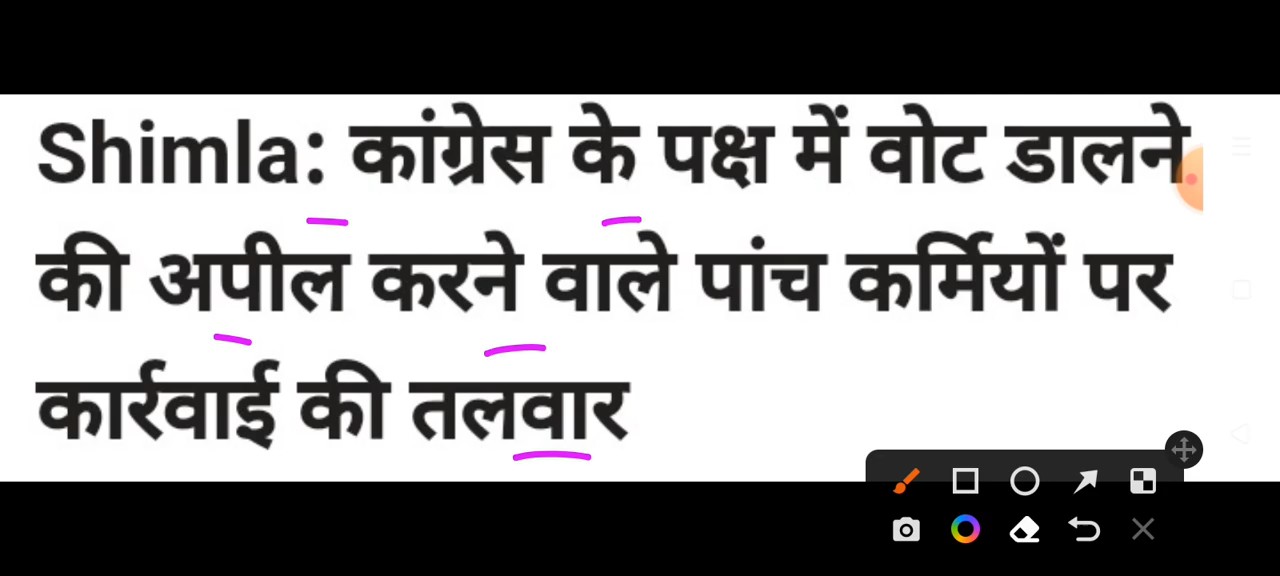 Shimla: कांग्रेस के पक्ष में वोट डालने
की अपील करने वाले पांच कर्मियों पर
कार्रवाई की तलवार